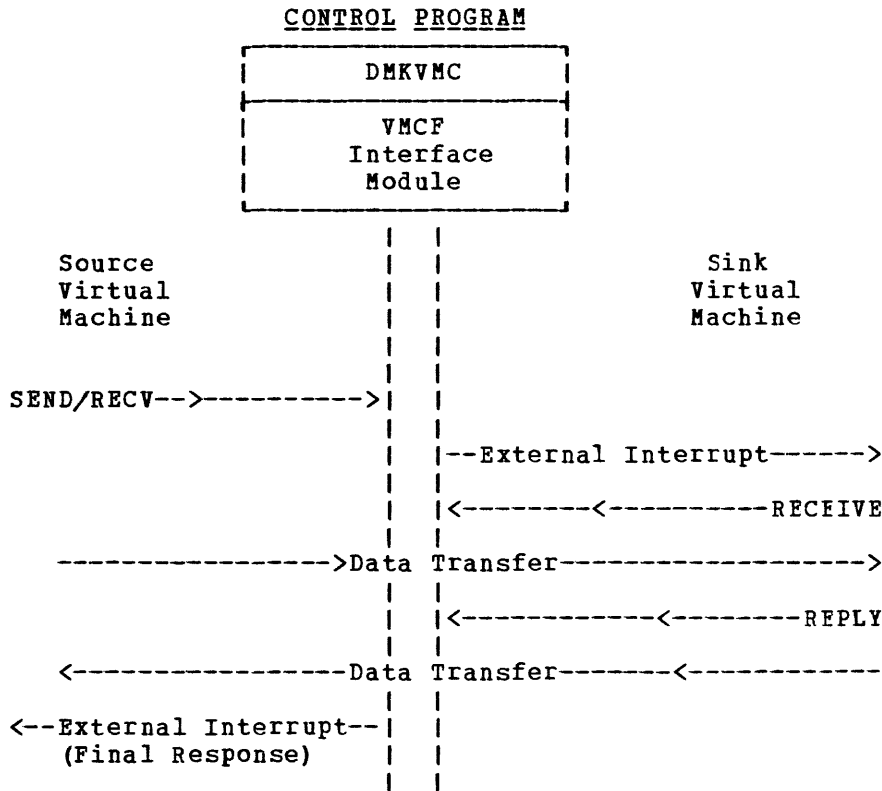 CONTROL PROGRAM
DMKVMC
VMCF
Interface
Module
Source
Virtual
Machine
Sink
Virtual
Machine
SEND/RECV-->---------->|
|--External Interrupt------>
|<--------<----------RECEIVE
----------------->Data Transfer-------------------->
|<------------<--------REPLY
<-----------------Data Transfer-------<-------------
<--External Interrupt--|
(Final Response)